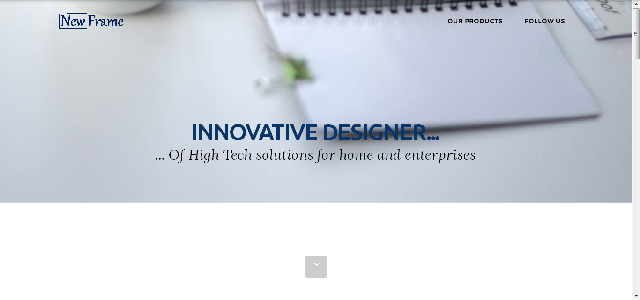 New Frame
OUR PRODUCTS FOLLOW US
INNOVATIVE DESIGNER...
... Of High Tech solutions for home and enterprises